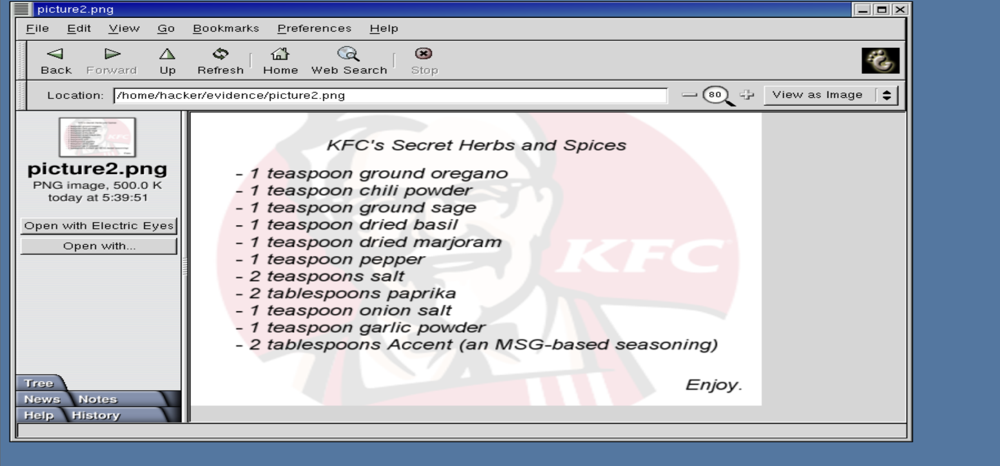 picture2.png
File Edit View Go Bookmarks Preferences Help
Back Forward Up Refresh Home Web Search Stop
Location: /home/hacker/evidence/picture2.png 80 View as Image
picture2.png
PNG image, 500.0 K
today at 5:39:51
Open with Electric Eyes
Open with...
Tree
News Notes
Help History
KFC's Secret Herbs and Spices
- 1 teaspoon ground oregano
- 1 teaspoon chili powder
- 1 teaspoon ground sage
- 1 teaspoon dried basil
- 1 teaspoon dried marjoram
- 1 teaspoon pepper
- 2 teaspoons salt
- 2 tablespoons paprika
- 1 teaspoon onion salt
- 1 teaspoon garlic powder
- 2 tablespoons Accent (an MSG-based seasoning)
Enjoy.
KFC